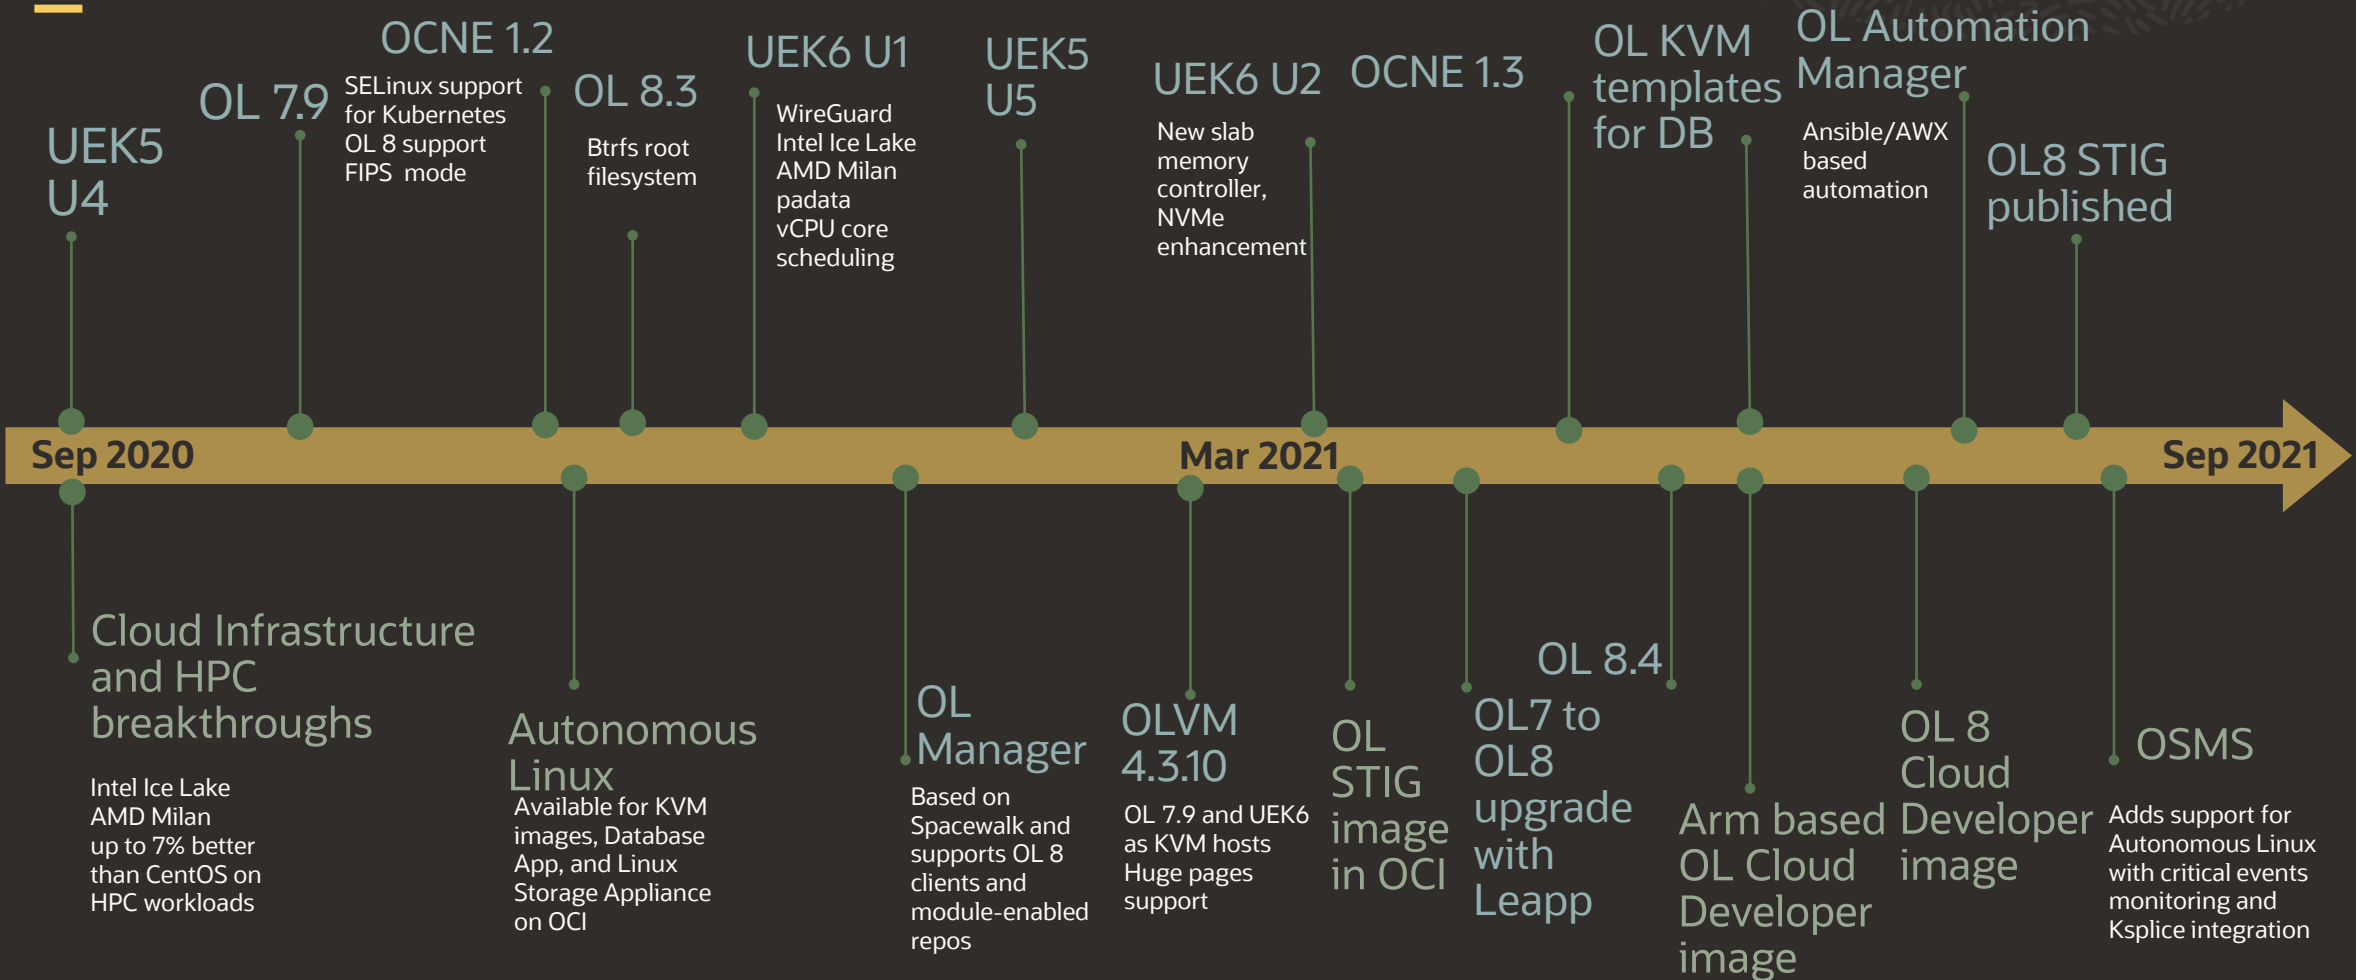 UEK5
U4
OL 7.9
OCNE 1.2
SELinux support
for Kubernetes
OL 8 support
FIPS mode
OL 8.3
Btrfs root
filesystem
UEK6 U1
WireGuard
Intel Ice Lake
AMD Milan
padata
vCPU core
scheduling
UEK5
U5
UEK6 U2
New slab
memory
controller,
NVMe
enhancement
OCNE 1.3
OL KVM
templates
for DB
OL Automation
Manager
Ansible/AWX
based
automation
OL8 STIG
published
Sep 2020
Mar 2021
Sep 2021
Cloud Infrastructure
and HPC
breakthroughs
Intel Ice Lake
AMD Milan
up to 7% better
than CentOS on
HPC workloads
Autonomous
Linux
Available for KVM
images, Database
App, and Linux
Storage Appliance
on OCI
OL
Manager
Based on
Spacewalk and
supports OL 8
clients and
module-enabled
repos
OLVM
4.3.10
OL 7.9 and UEK6
as KVM hosts
Huge pages
support
OL
STIG
image
in OCI
OL7 to
OL8
upgrade
with
Leapp
OL 8.4
Arm based
OL Cloud
Developer
image
OL 8
Cloud
Developer
image
OSMS
Adds support for
Autonomous Linux
with critical events
monitoring and
Ksplice integration